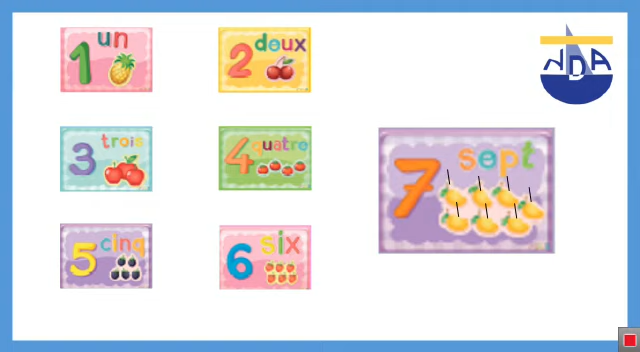 1 un
2 deux
NDA
3 trois
4 quatre
7 sept
5 cinq
6 six